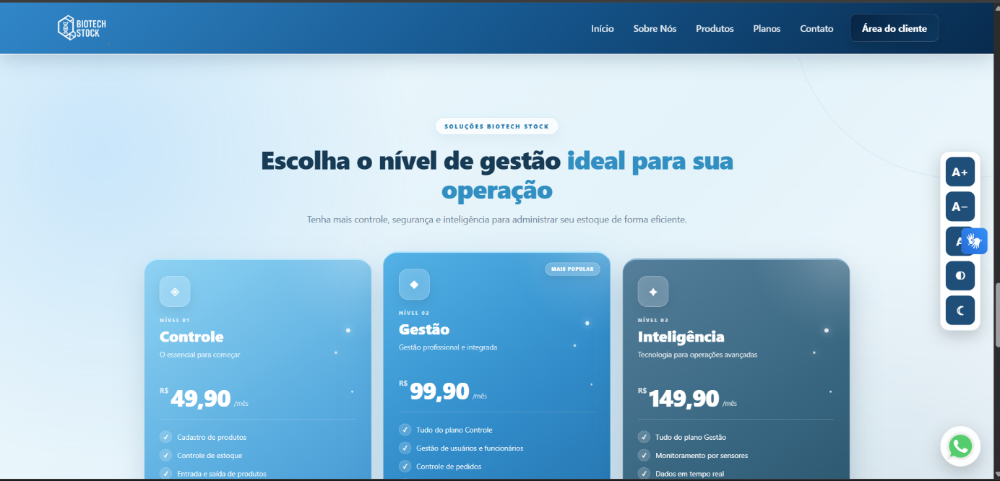 BIOTECH
STOCK
Início
Sobre Nós
Produtos
Planos
Contato
Área do cliente
SOLUÇÕES BIOTECH STOCK
Escolha o nível de gestão ideal para sua
operação
Tenha mais controle, segurança e inteligência para administrar seu estoque de forma eficiente.
NÍVEL 01
Controle
O essencial para começar
R$ 49,90 /mês
Cadastro de produtos
Controle de estoque
Entrada e saída de produtos
MAIS POPULAR
NÍVEL 02
Gestão
Gestão profissional e integrada
R$ 99,90 /mês
Tudo do plano Controle
Gestão de usuários e funcionários
Controle de pedidos
NÍVEL 03
Inteligência
Tecnologia para operações avançadas
R$ 149,90 /mês
Tudo do plano Gestão
Monitoramento por sensores
Dados em tempo real
A+
A−
A